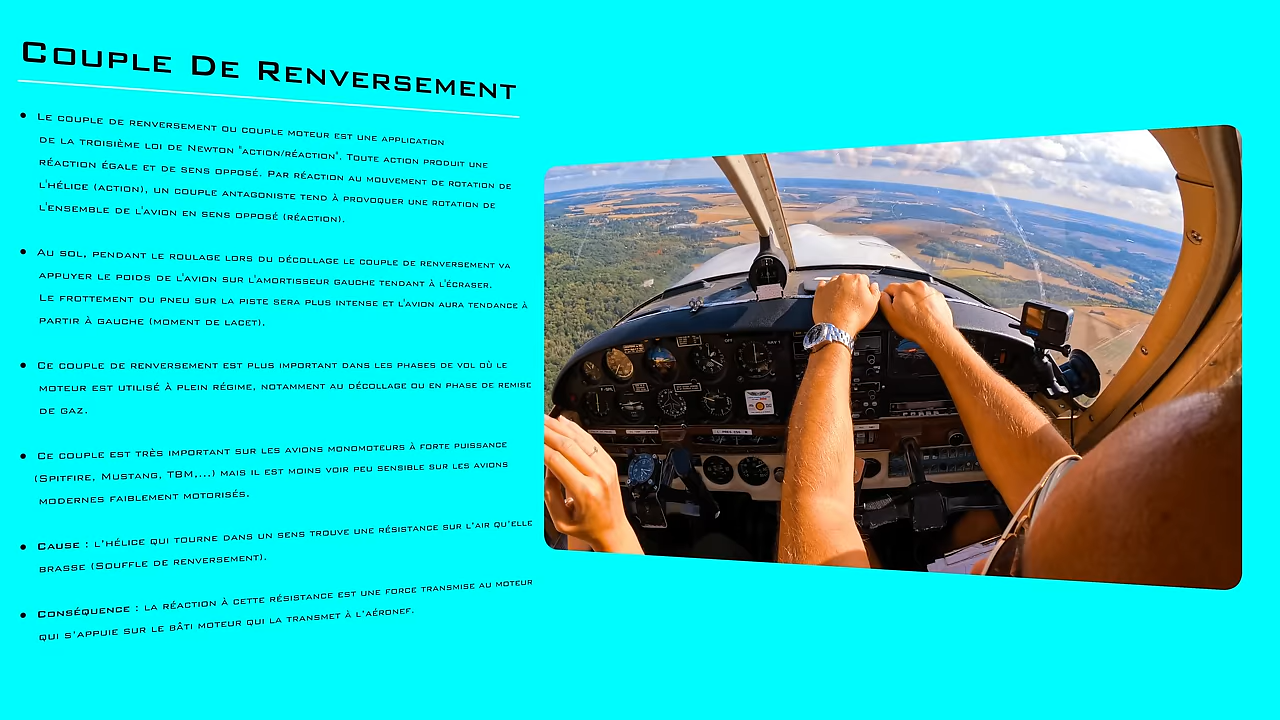 Couple De Renversement
• Le couple de renversement ou couple moteur est une application
de la troisième loi de Newton "action/réaction". Toute action produit une
réaction égale et de sens opposé. Par réaction au mouvement de rotation de
l'hélice (action), un couple antagoniste tend à provoquer une rotation de
l'ensemble de l'avion en sens opposé (réaction).
• Au sol, pendant le roulage lors du décollage le couple de renversement va
appuyer le poids de l'avion sur l'amortisseur gauche tendant à l'écraser.
Le frottement du pneu sur la piste sera plus intense et l'avion aura tendance à
partir à gauche (moment de lacet).
• Ce couple de renversement est plus important dans les phases de vol où le
moteur est utilisé à plein régime, notamment au décollage ou en phase de remise
de gaz.
• Ce couple est très important sur les avions monomoteurs à forte puissance
(Spitfire, Mustang, TBM,...) mais il est moins voir peu sensible sur les avions
modernes faiblement motorisés.
• Cause : l'hélice qui tourne dans un sens trouve une résistance sur l'air qu'elle
brasse (Souffle de renversement).
• Conséquence : la réaction à cette résistance est une force transmise au moteur
qui s'appuie sur le bâti moteur qui la transmet à l'aéronef.